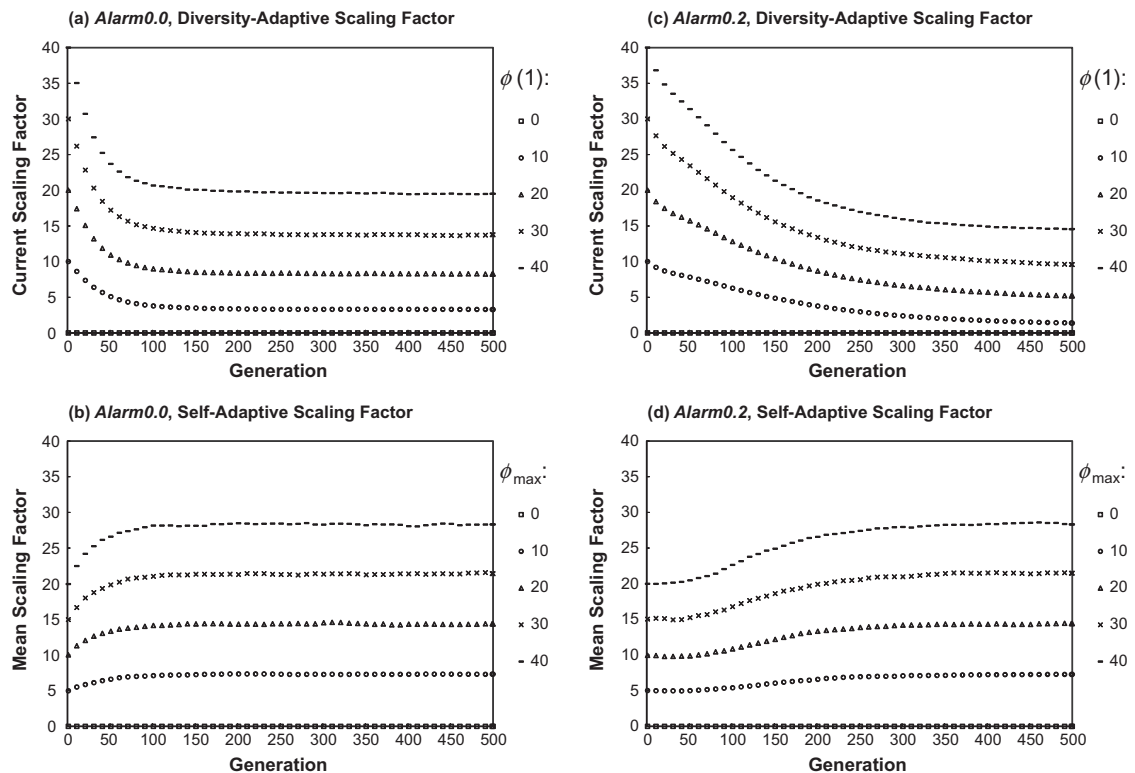 (a) Alarm0.0, Diversity-Adaptive Scaling Factor
Current Scaling Factor
40
35
30
25
20
15
10
5
0
0 50 100 150 200 250 300 350 400 450 500
Generation
ϕ (1):
0
10
20
30
40
(c) Alarm0.2, Diversity-Adaptive Scaling Factor
Current Scaling Factor
40
35
30
25
20
15
10
5
0
0 50 100 150 200 250 300 350 400 450 500
Generation
ϕ (1):
0
10
20
30
40
(b) Alarm0.0, Self-Adaptive Scaling Factor
Mean Scaling Factor
40
35
30
25
20
15
10
5
0
0 50 100 150 200 250 300 350 400 450 500
Generation
ϕmax:
0
10
20
30
40
(d) Alarm0.2, Self-Adaptive Scaling Factor
Mean Scaling Factor
40
35
30
25
20
15
10
5
0
0 50 100 150 200 250 300 350 400 450 500
Generation
ϕmax:
0
10
20
30
40